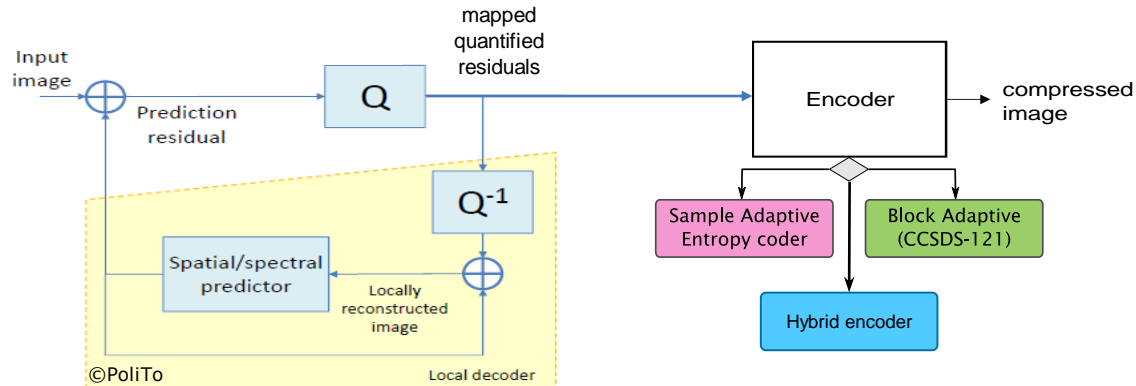 mapped
quantified
residuals
Input
image
Prediction
residual
Q
Encoder
compressed
image
Q-1
Spatial/spectral
predictor
Locally
reconstructed
image
Sample Adaptive
Entropy coder
Block Adaptive
(CCSDS-121)
Hybrid encoder
©PoliTo
Local decoder